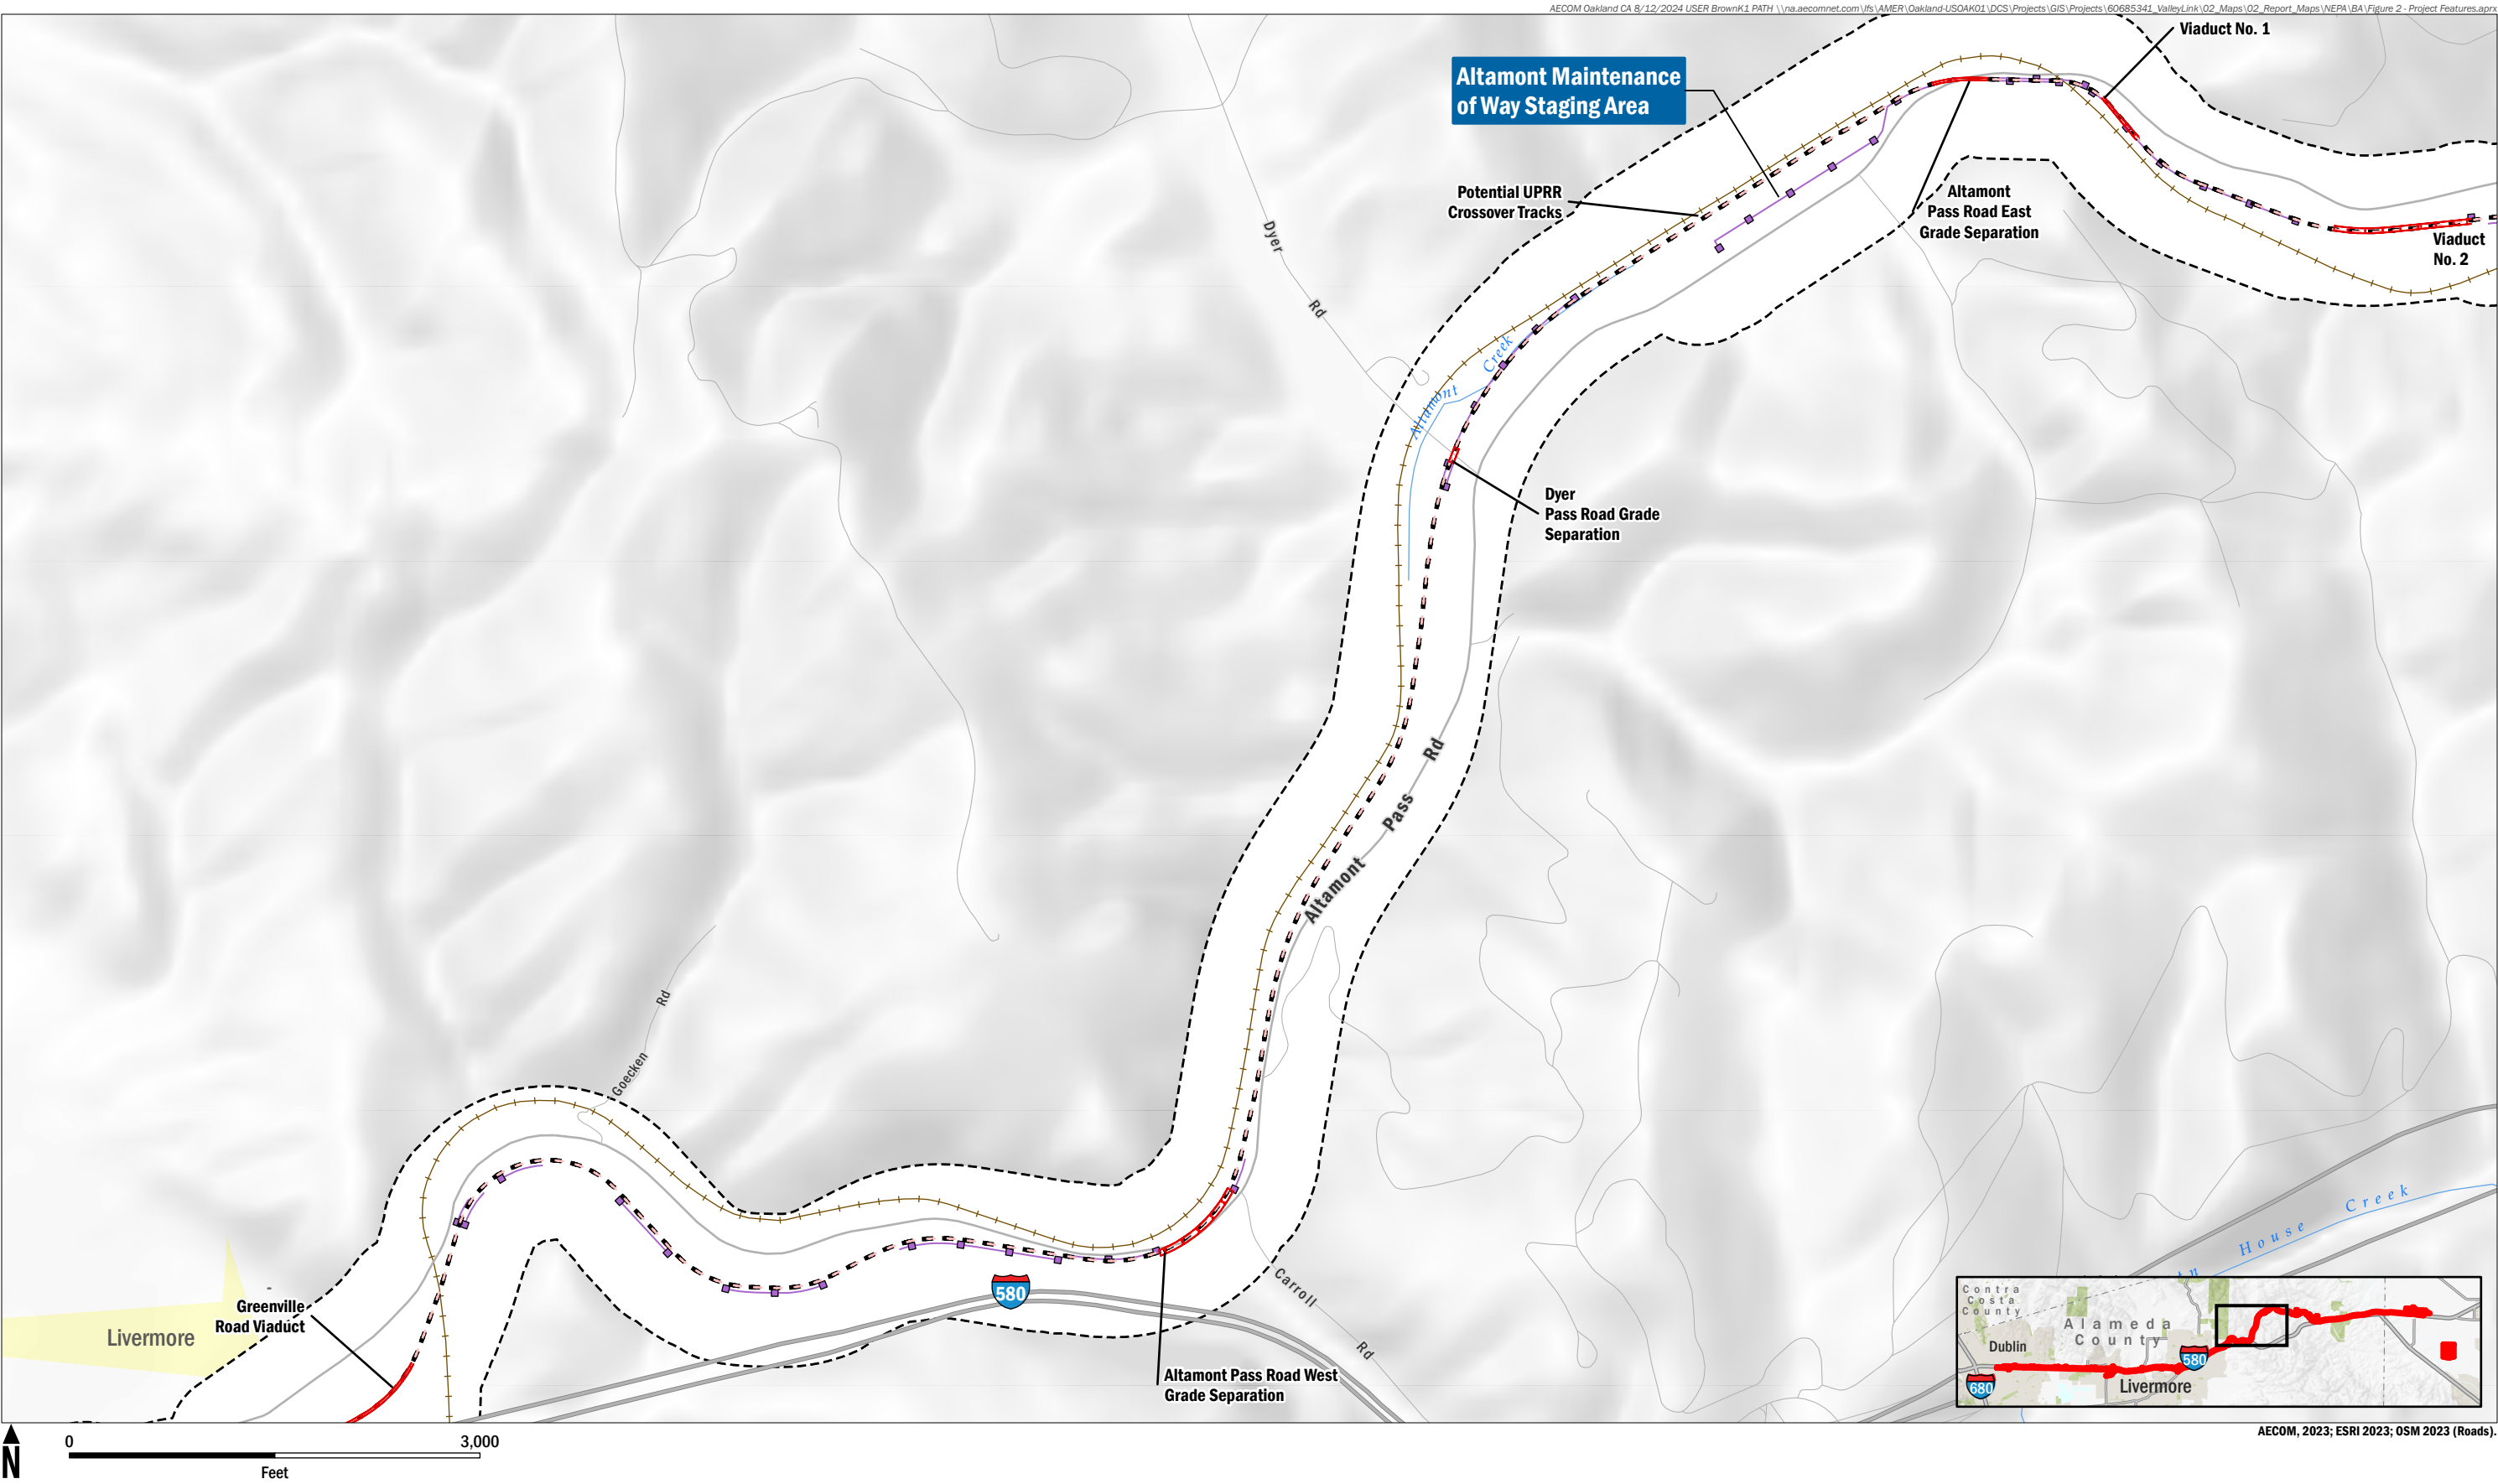 AECOM Oakland CA 8/12/2024 USER BrownK1 PATH \\na.aecomnet.com\lfs\AMER\Oakland-USOAK01\DCS\Projects\GIS\Projects\60685341_ValleyLink\02_Maps\02_Report_Maps\NEPA\BA\Figure 2 - Project Features.aprx
Viaduct No. 1
Altamont Maintenance
of Way Staging Area
Potential UPRR
Crossover Tracks
Altamont
Pass Road East
Grade Separation
Viaduct
No. 2
Dyer
Rd
Altamont Creek
Dyer
Pass Road Grade
Separation
Altamont Pass Rd
Goecken Rd
580
Carroll Rd
House Creek
Livermore
Greenville
Road Viaduct
Altamont Pass Road West
Grade Separation
Contra
Costa
County
Alameda
County
Dublin
580
680
Livermore
N
0 3,000
Feet
AECOM, 2023; ESRI 2023; OSM 2023 (Roads).